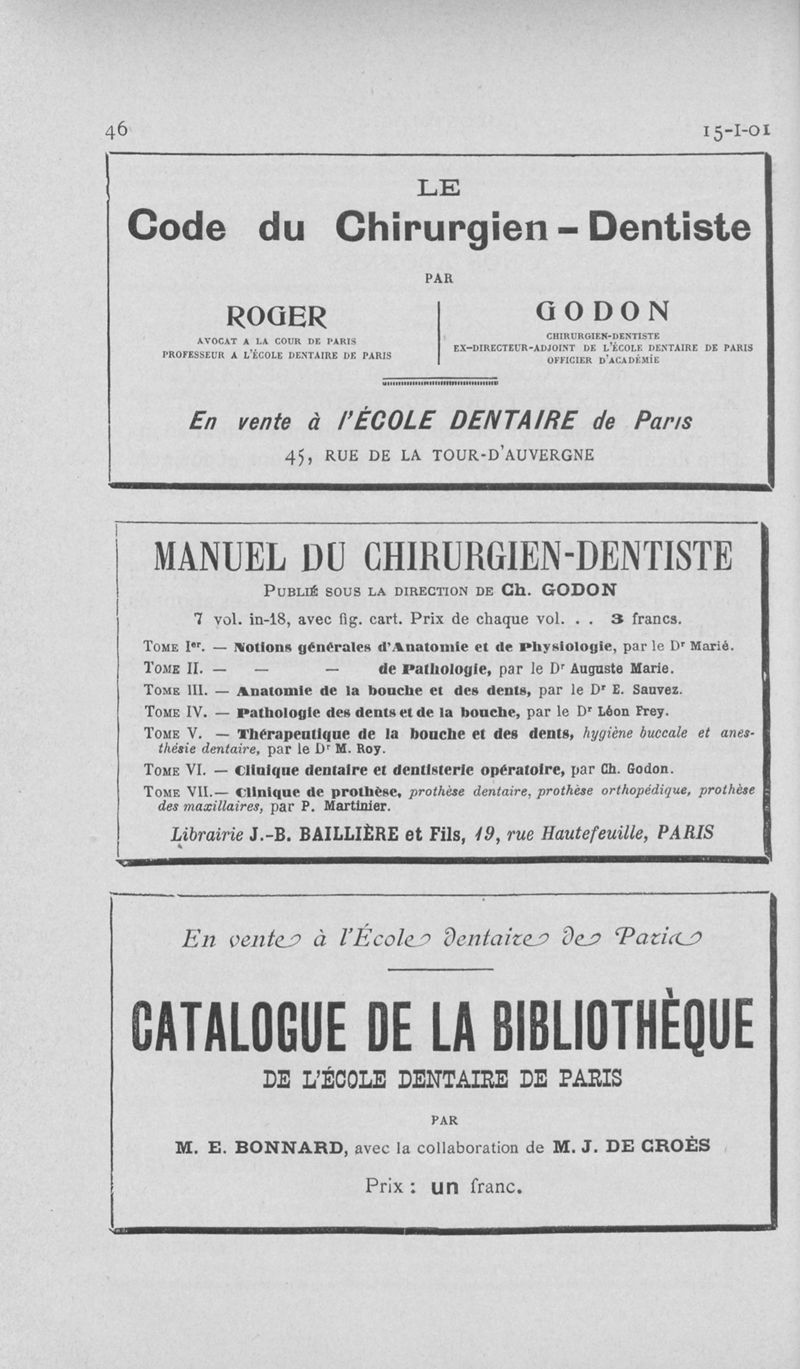 46
15-I-01
LE
Code du Chirurgien-Dentiste
PAR
ROGER
AVOCAT A LA COUR DE PARIS
PROFESSEUR A L'ÉCOLE DENTAIRE DE PARIS
GODON
CHIRURGIEN-DENTISTE
EX-DIRECTEUR-ADJOINT DE L'ÉCOLE DENTAIRE DE PARIS
OFFICIER D'ACADÉMIE
En vente à l'ÉCOLE DENTAIRE de Paris
45, RUE DE LA TOUR-D'AUVERGNE
MANUEL DU CHIRURGIEN-DENTISTE
PUBLIÉ SOUS LA DIRECTION DE Ch. GODON
7 vol. in-18, avec fig. cart. Prix de chaque vol. . . 3 francs.
TOME Ier. — Notions générales d'Anatomie et de Physiologie, par le Dr Marié.
TOME II. — — — de Pathologie, par le Dr Auguste Marie.
TOME III. — Anatomie de la bouche et des dents, par le Dr E. Sauvez.
TOME IV. — Pathologie des dents et de la bouche, par le Dr Léon Frey.
TOME V. — Thérapeutique de la bouche et des dents, hygiène buccale et anes-
thésie dentaire, par le Dr M. Roy.
TOME VI. — Clinique dentaire et dentisterie opératoire, par Ch. Godon.
TOME VII.— Clinique de prothèse, prothèse dentaire, prothèse orthopédique, prothèse
des maxillaires, par P. Martinier.
Librairie J.-B. BAILLIÈRE et Fils, 19, rue Hautefeuille, PARIS
En vente à l'École dentaire de Paris
CATALOGUE DE LA BIBLIOTHÈQUE
DE L'ÉCOLE DENTAIRE DE PARIS
PAR
M. E. BONNARD, avec la collaboration de M. J. DE CROÈS
Prix : un franc.